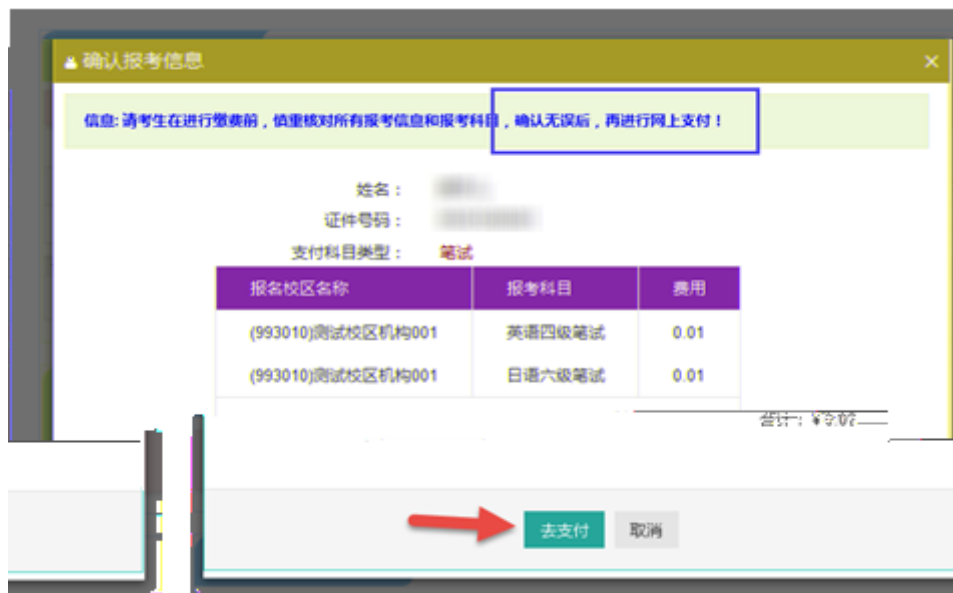 确认报考信息
信息: 请考生在进行缴费前，慎重核对所有报考信息和报考科目，确认无误后，再进行网上支付！
姓名：
证件号码：
支付科目类型： 笔试
报名校区名称 报考科目 费用
(993010)测试校区机构001 英语四级笔试 0.01
(993010)测试校区机构001 日语六级笔试 0.01
去支付 取消